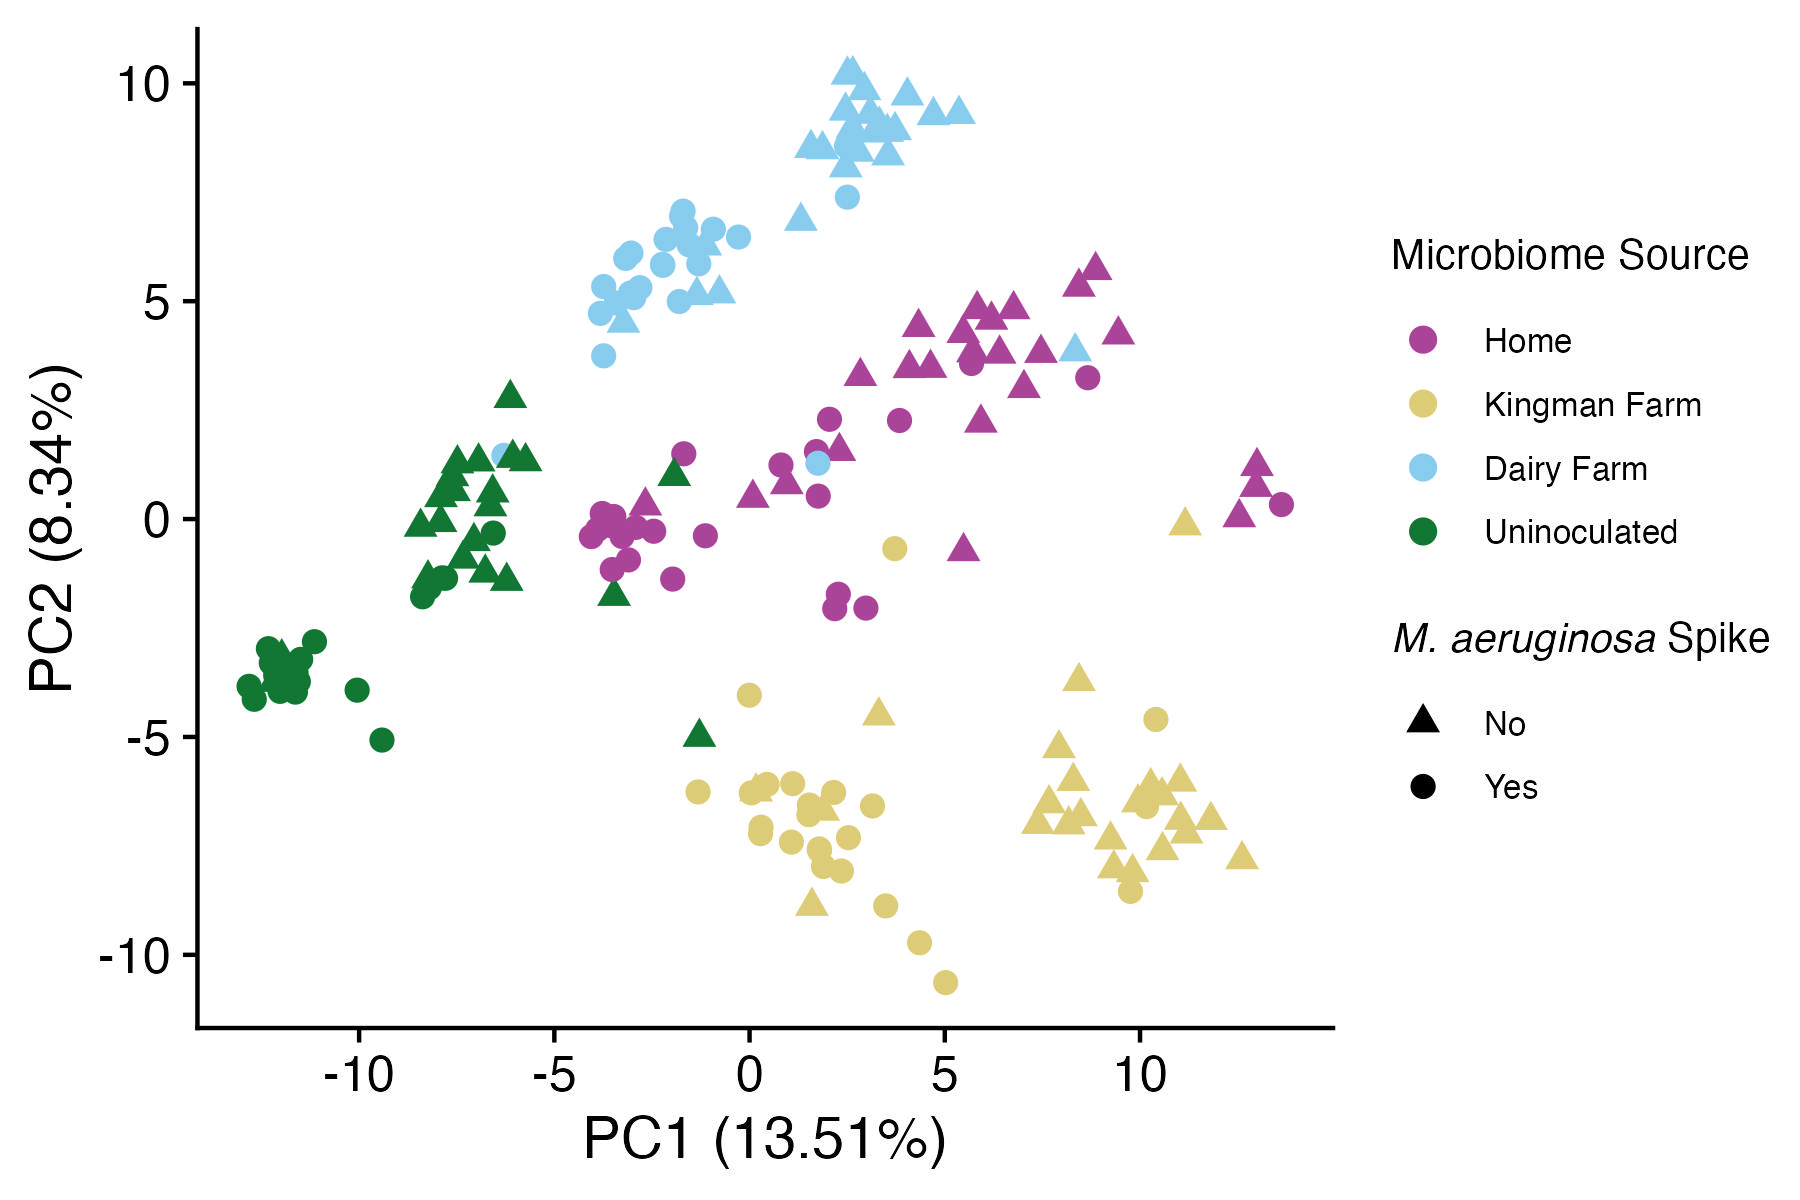 10
5
0
-5
-10
PC2 (8.34%)
-10
-5
0
5
10
PC1 (13.51%)
Microbiome Source
Home
Kingman Farm
Dairy Farm
Uninoculated
M. aeruginosa Spike
No
Yes